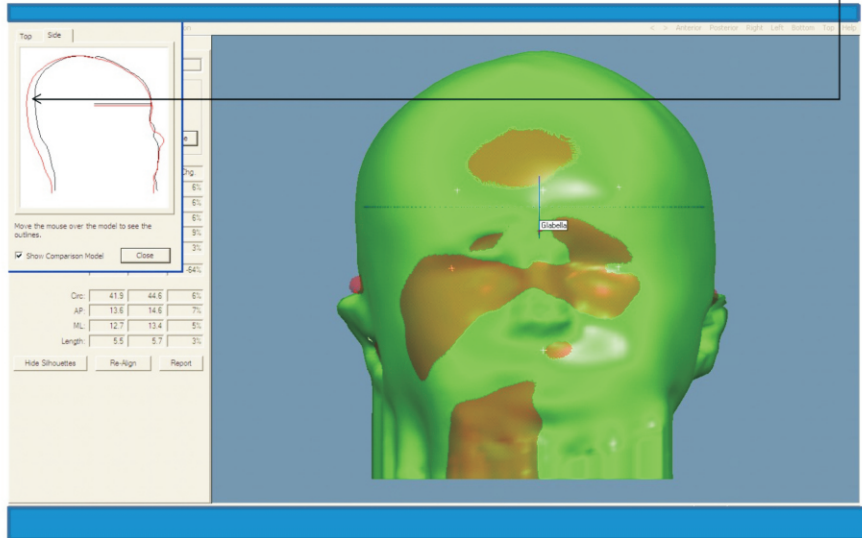 Top Side
on
< > Anterior Posterior Right Left Bottom Top Help
e
Chg
6%
6%
6%
9%
3%
-64%
Move the mouse over the model to see the
outlines.
Show Comparison Model Close
Circ: 41.9 44.6 6%
AP: 13.6 14.6 7%
ML: 12.7 13.4 5%
Length: 5.5 5.7 3%
Hide Silhouettes Re-Align Report
Glabella